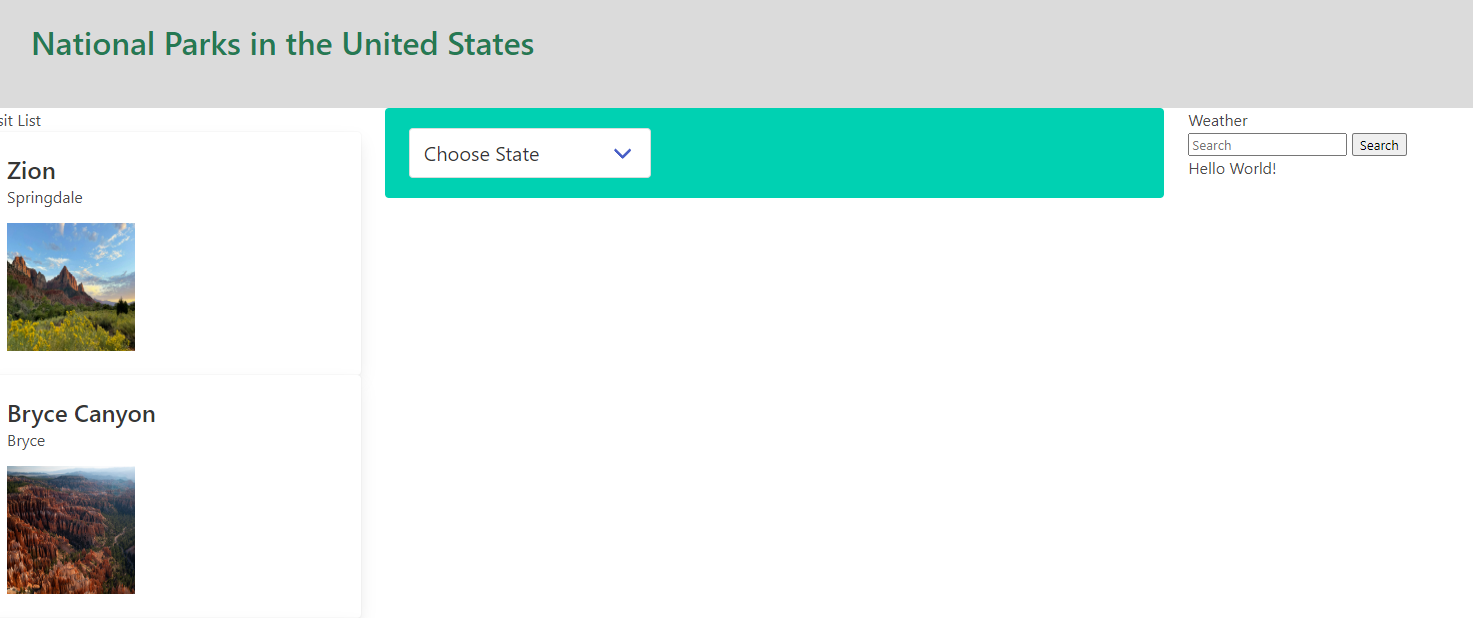 National Parks in the United States
sit List
Zion
Springdale
Bryce Canyon
Bryce
Choose State
Weather
Search Search
Hello World!